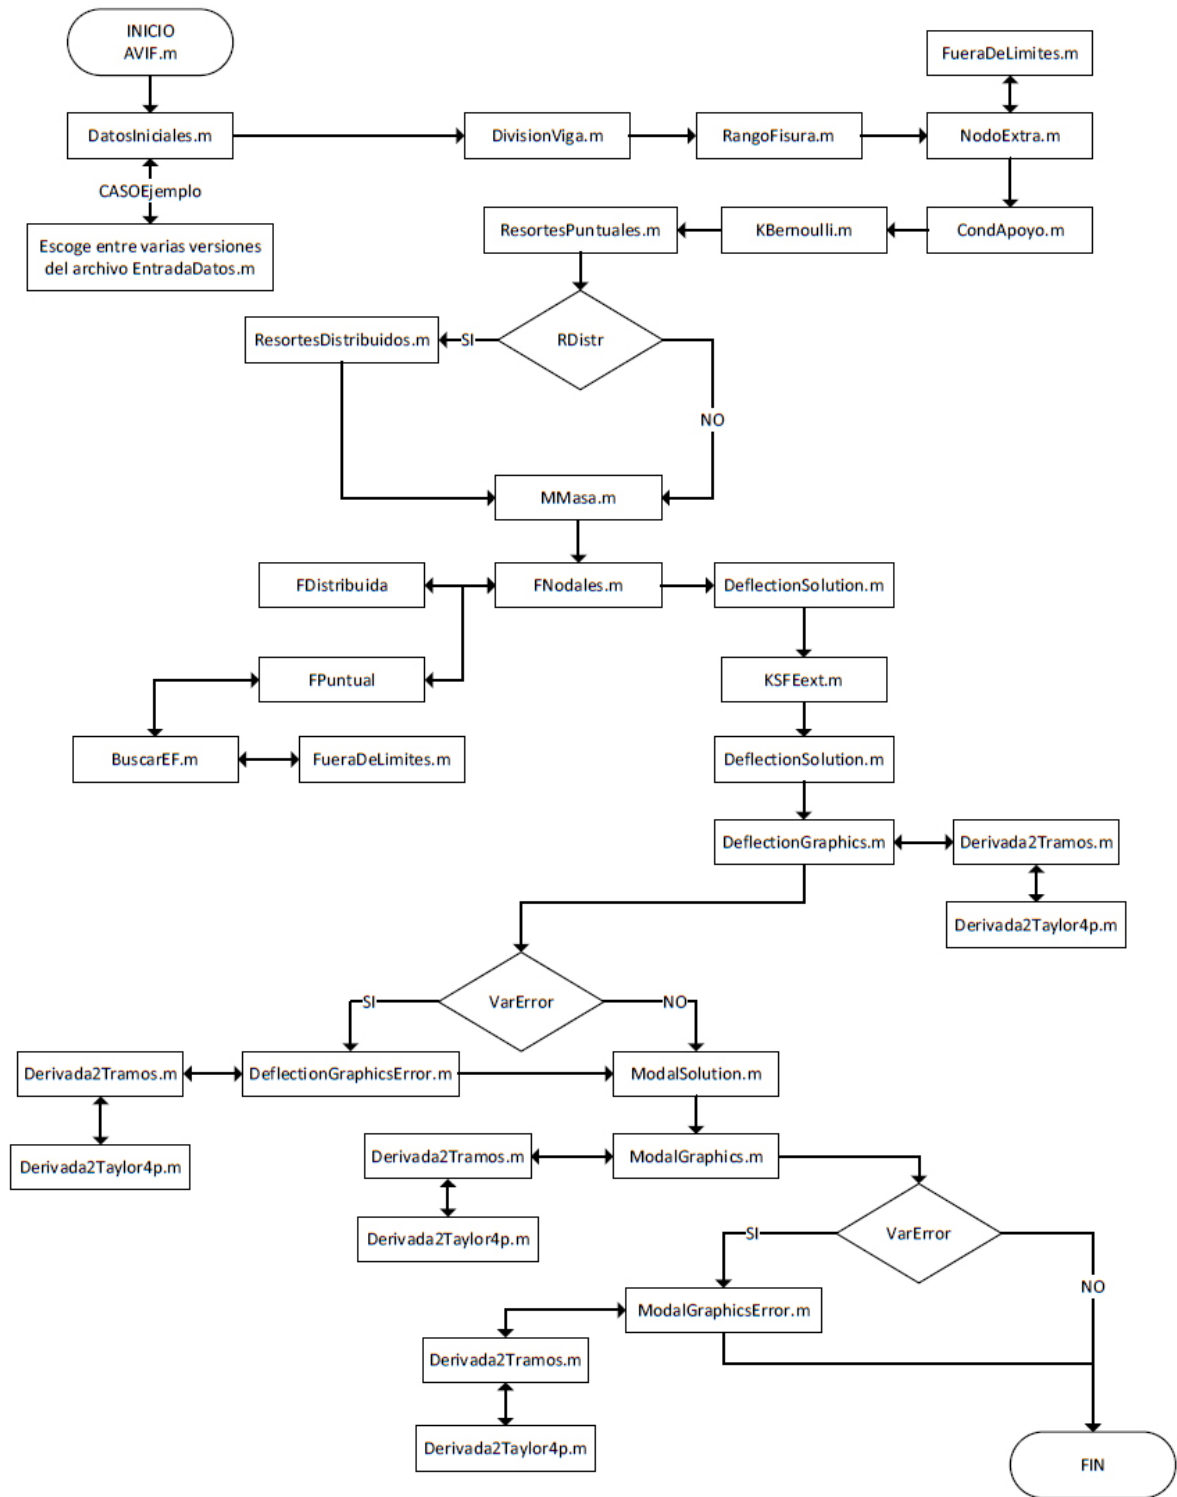 INICIO
AVIF.m
FueraDeLimites.m
DatosIniciales.m
DivisionViga.m
RangoFisura.m
NodoExtra.m
CASOEjemplo
Escoge entre varias versiones
del archivo EntradaDatos.m
ResortesPuntuales.m
KBernoulli.m
CondApoyo.m
ResortesDistribuidos.m
SI
RDistr
NO
MMasa.m
FDistribuida
FNodales.m
DeflectionSolution.m
FPuntual
KSFEext.m
BuscarEF.m
FueraDeLimites.m
DeflectionSolution.m
DeflectionGraphics.m
Derivada2Tramos.m
Derivada2Taylor4p.m
SI
VarError
NO
Derivada2Tramos.m
DeflectionGraphicsError.m
ModalSolution.m
Derivada2Taylor4p.m
Derivada2Tramos.m
ModalGraphics.m
Derivada2Taylor4p.m
SI
VarError
NO
ModalGraphicsError.m
Derivada2Tramos.m
Derivada2Taylor4p.m
FIN